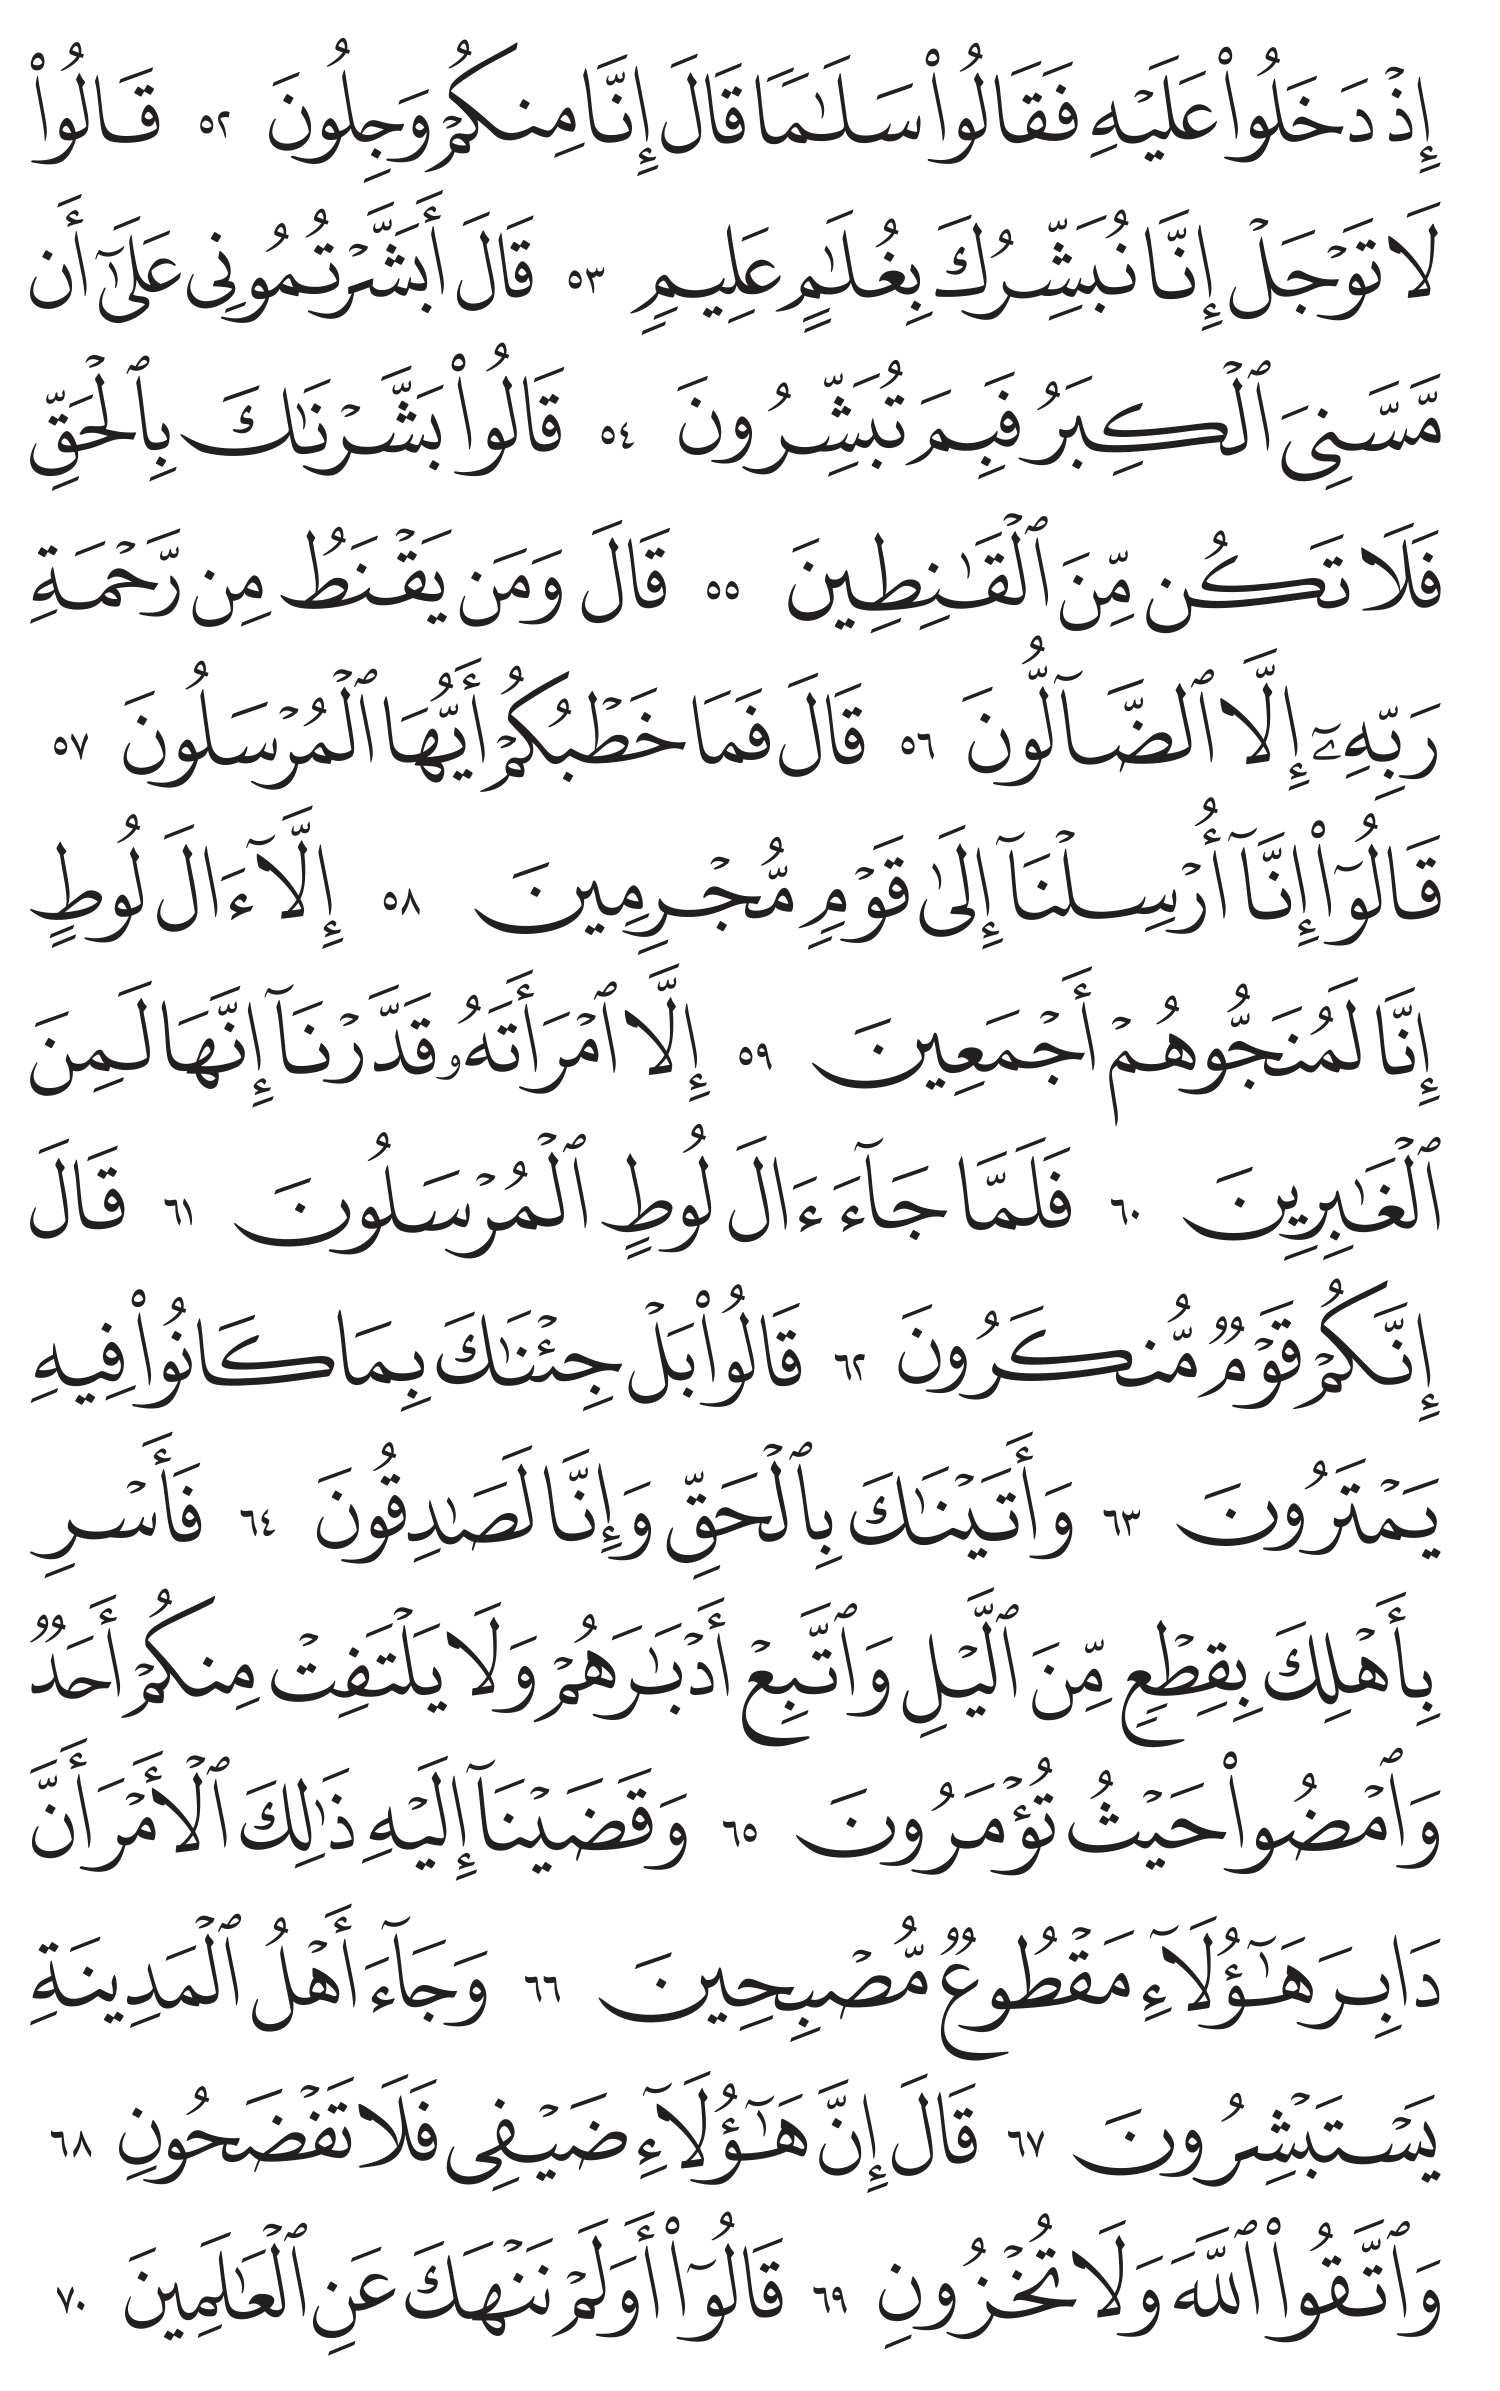 إِذۡ دَخَلُواْ عَلَيۡهِ فَقَالُواْ سَلَٰمٗا قَالَ إِنَّا مِنكُمۡ وَجِلُونَ ٥٢ قَالُواْ
لَا تَوۡجَلۡ إِنَّا نُبَشِّرُكَ بِغُلَٰمٍ عَلِيمٖ ٥٣ قَالَ أَبَشَّرۡتُمُونِي عَلَىٰٓ أَن
مَّسَّنِيَ ٱلۡكِبَرُ فَبِمَ تُبَشِّرُونَ ٥٤ قَالُواْ بَشَّرۡنَٰكَ بِٱلۡحَقِّ
فَلَا تَكُن مِّنَ ٱلۡقَٰنِطِينَ ٥٥ قَالَ وَمَن يَقۡنَطُ مِن رَّحۡمَةِ
رَبِّهِۦٓ إِلَّا ٱلضَّآلُّونَ ٥٦ قَالَ فَمَا خَطۡبُكُمۡ أَيُّهَا ٱلۡمُرۡسَلُونَ ٥٧
قَالُوٓاْ إِنَّآ أُرۡسِلۡنَآ إِلَىٰ قَوۡمٖ مُّجۡرِمِينَ ٥٨ إِلَّآ ءَالَ لُوطٍ
إِنَّا لَمُنَجُّوهُمۡ أَجۡمَعِينَ ٥٩ إِلَّا ٱمۡرَأَتَهُۥ قَدَّرۡنَآ إِنَّهَا لَمِنَ
ٱلۡغَٰبِرِينَ ٦٠ فَلَمَّا جَآءَ ءَالَ لُوطٍ ٱلۡمُرۡسَلُونَ ٦١ قَالَ
إِنَّكُمۡ قَوۡمٞ مُّنكَرُونَ ٦٢ قَالُواْ بَلۡ جِئۡنَٰكَ بِمَا كَانُواْ فِيهِ
يَمۡتَرُونَ ٦٣ وَأَتَيۡنَٰكَ بِٱلۡحَقِّ وَإِنَّا لَصَٰدِقُونَ ٦٤ فَأَسۡرِ
بِأَهۡلِكَ بِقِطۡعٖ مِّنَ ٱلَّيۡلِ وَٱتَّبِعۡ أَدۡبَٰرَهُمۡ وَلَا يَلۡتَفِتۡ مِنكُمۡ أَحَدٞ
وَٱمۡضُواْ حَيۡثُ تُؤۡمَرُونَ ٦٥ وَقَضَيۡنَآ إِلَيۡهِ ذَٰلِكَ ٱلۡأَمۡرَ أَنَّ
دَابِرَ هَٰٓؤُلَآءِ مَقۡطُوعٞ مُّصۡبِحِينَ ٦٦ وَجَآءَ أَهۡلُ ٱلۡمَدِينَةِ
يَسۡتَبۡشِرُونَ ٦٧ قَالَ إِنَّ هَٰٓؤُلَآءِ ضَيۡفِي فَلَا تَفۡضَحُونِ ٦٨
وَٱتَّقُواْ ٱللَّهَ وَلَا تُخۡزُونِ ٦٩ قَالُوٓاْ أَوَلَمۡ نَنۡهَكَ عَنِ ٱلۡعَٰلَمِينَ ٧٠